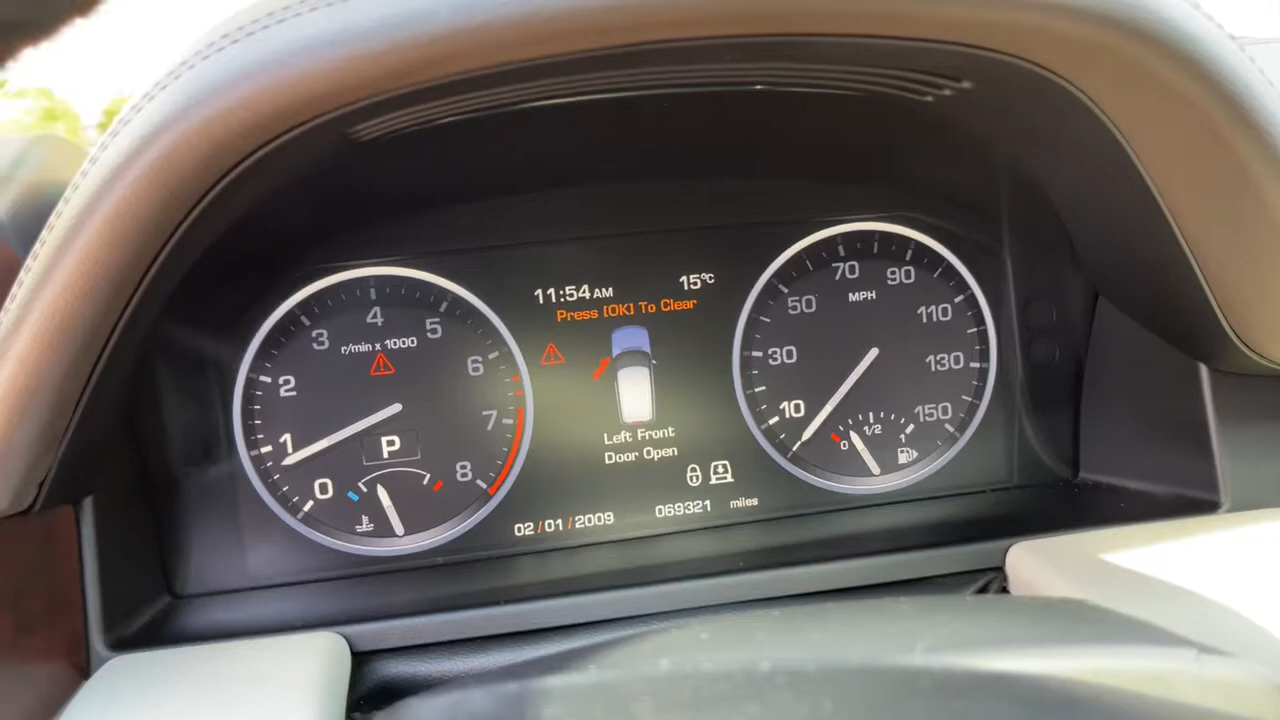 11:54 AM
15°C
Press [OK] To Clear
0
1
2
3
4
5
6
7
8
r/min x 1000
P
Left Front
Door Open
02/01/2009
069321 miles
10
30
50
70
90
110
130
150
MPH
0
1/2
1